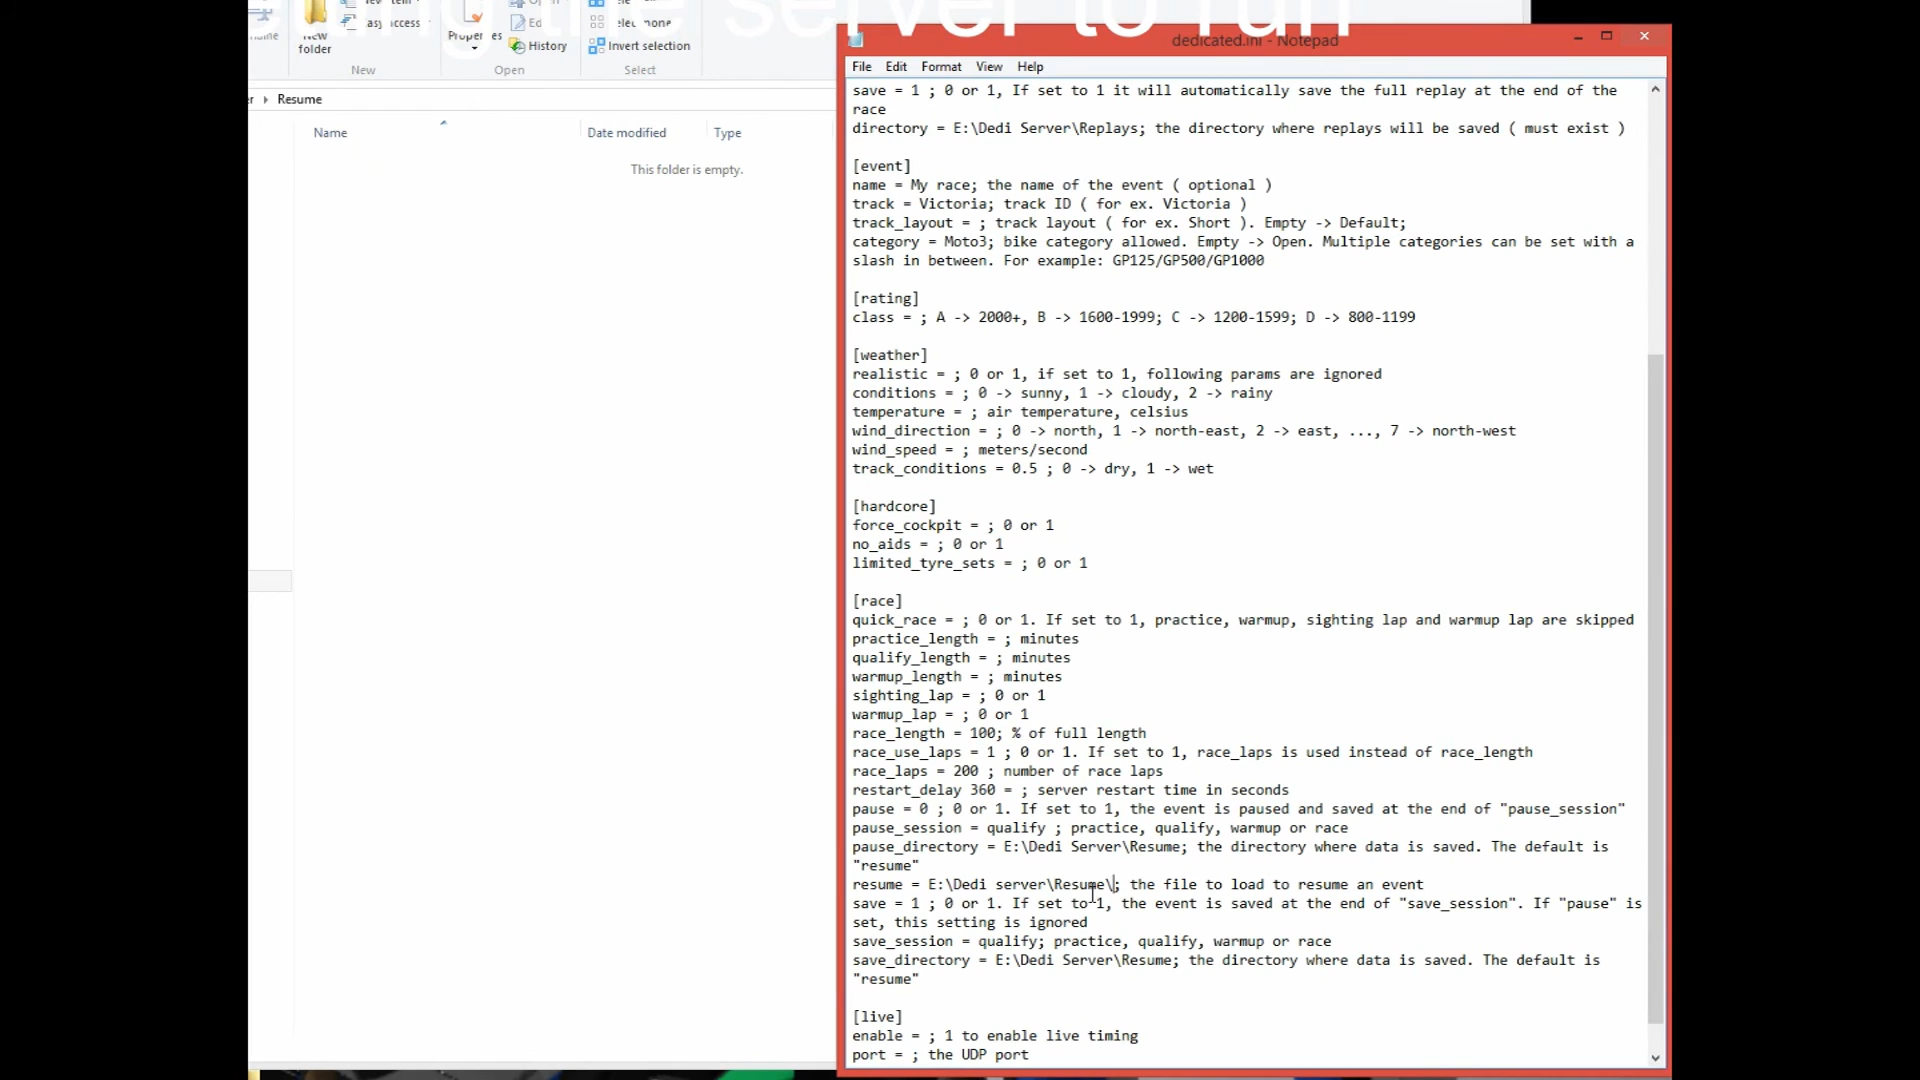 server to run
New
folder
Properties
History
Invert selection
New
Open
Select
dedicated.ini - Notepad
File Edit Format View Help
Resume
Name Date modified Type
This folder is empty.
save = 1 ; 0 or 1, If set to 1 it will automatically save the full replay at the end of the
race
directory = E:\Dedi Server\Replays; the directory where replays will be saved ( must exist )
[event]
name = My race; the name of the event ( optional )
track = Victoria; track ID ( for ex. Victoria )
track_layout = ; track layout ( for ex. Short ). Empty -> Default;
category = Moto3; bike category allowed. Empty -> Open. Multiple categories can be set with a
slash in between. For example: GP125/GP500/GP1000
[rating]
class = ; A -> 2000+, B -> 1600-1999; C -> 1200-1599; D -> 800-1199
[weather]
realistic = ; 0 or 1, if set to 1, following params are ignored
conditions = ; 0 -> sunny, 1 -> cloudy, 2 -> rainy
temperature = ; air temperature, celsius
wind_direction = ; 0 -> north, 1 -> north-east, 2 -> east, ..., 7 -> north-west
wind_speed = ; meters/second
track_conditions = 0.5 ; 0 -> dry, 1 -> wet
[hardcore]
force_cockpit = ; 0 or 1
no_aids = ; 0 or 1
limited_tyre_sets = ; 0 or 1
[race]
quick_race = ; 0 or 1. If set to 1, practice, warmup, sighting lap and warmup lap are skipped
practice_length = ; minutes
qualify_length = ; minutes
warmup_length = ; minutes
sighting_lap = ; 0 or 1
warmup_lap = ; 0 or 1
race_length = 100; % of full length
race_use_laps = 1 ; 0 or 1. If set to 1, race_laps is used instead of race_length
race_laps = 200 ; number of race laps
restart_delay 360 = ; server restart time in seconds
pause = 0 ; 0 or 1. If set to 1, the event is paused and saved at the end of "pause_session"
pause_session = qualify ; practice, qualify, warmup or race
pause_directory = E:\Dedi Server\Resume; the directory where data is saved. The default is
"resume"
resume = E:\Dedi server\Resume\; the file to load to resume an event
save = 1 ; 0 or 1. If set to 1, the event is saved at the end of "save_session". If "pause" is
set, this setting is ignored
save_session = qualify; practice, qualify, warmup or race
save_directory = E:\Dedi Server\Resume; the directory where data is saved. The default is
"resume"
[live]
enable = ; 1 to enable live timing
port = ; the UDP port